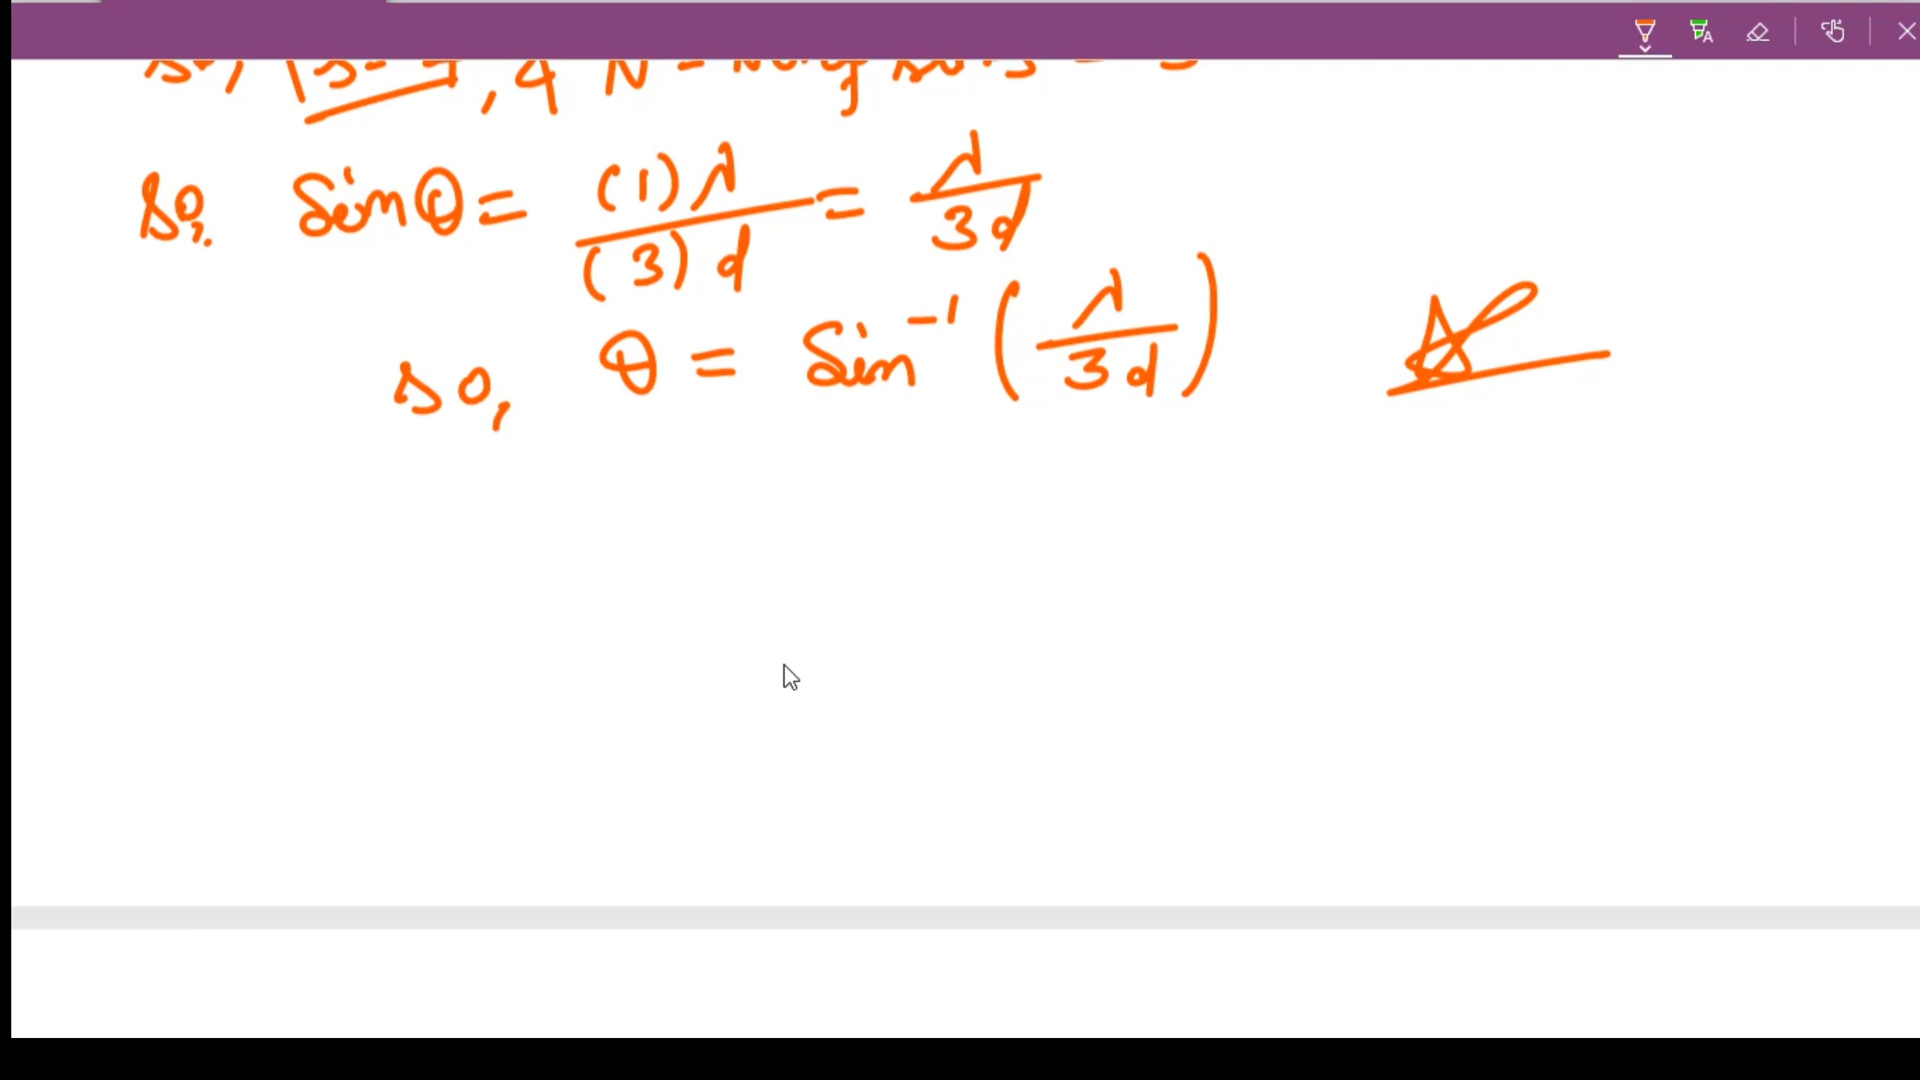 So, Sinθ = (1)λ/(3)d = λ/3d
so, θ = Sin⁻¹(λ/3d)